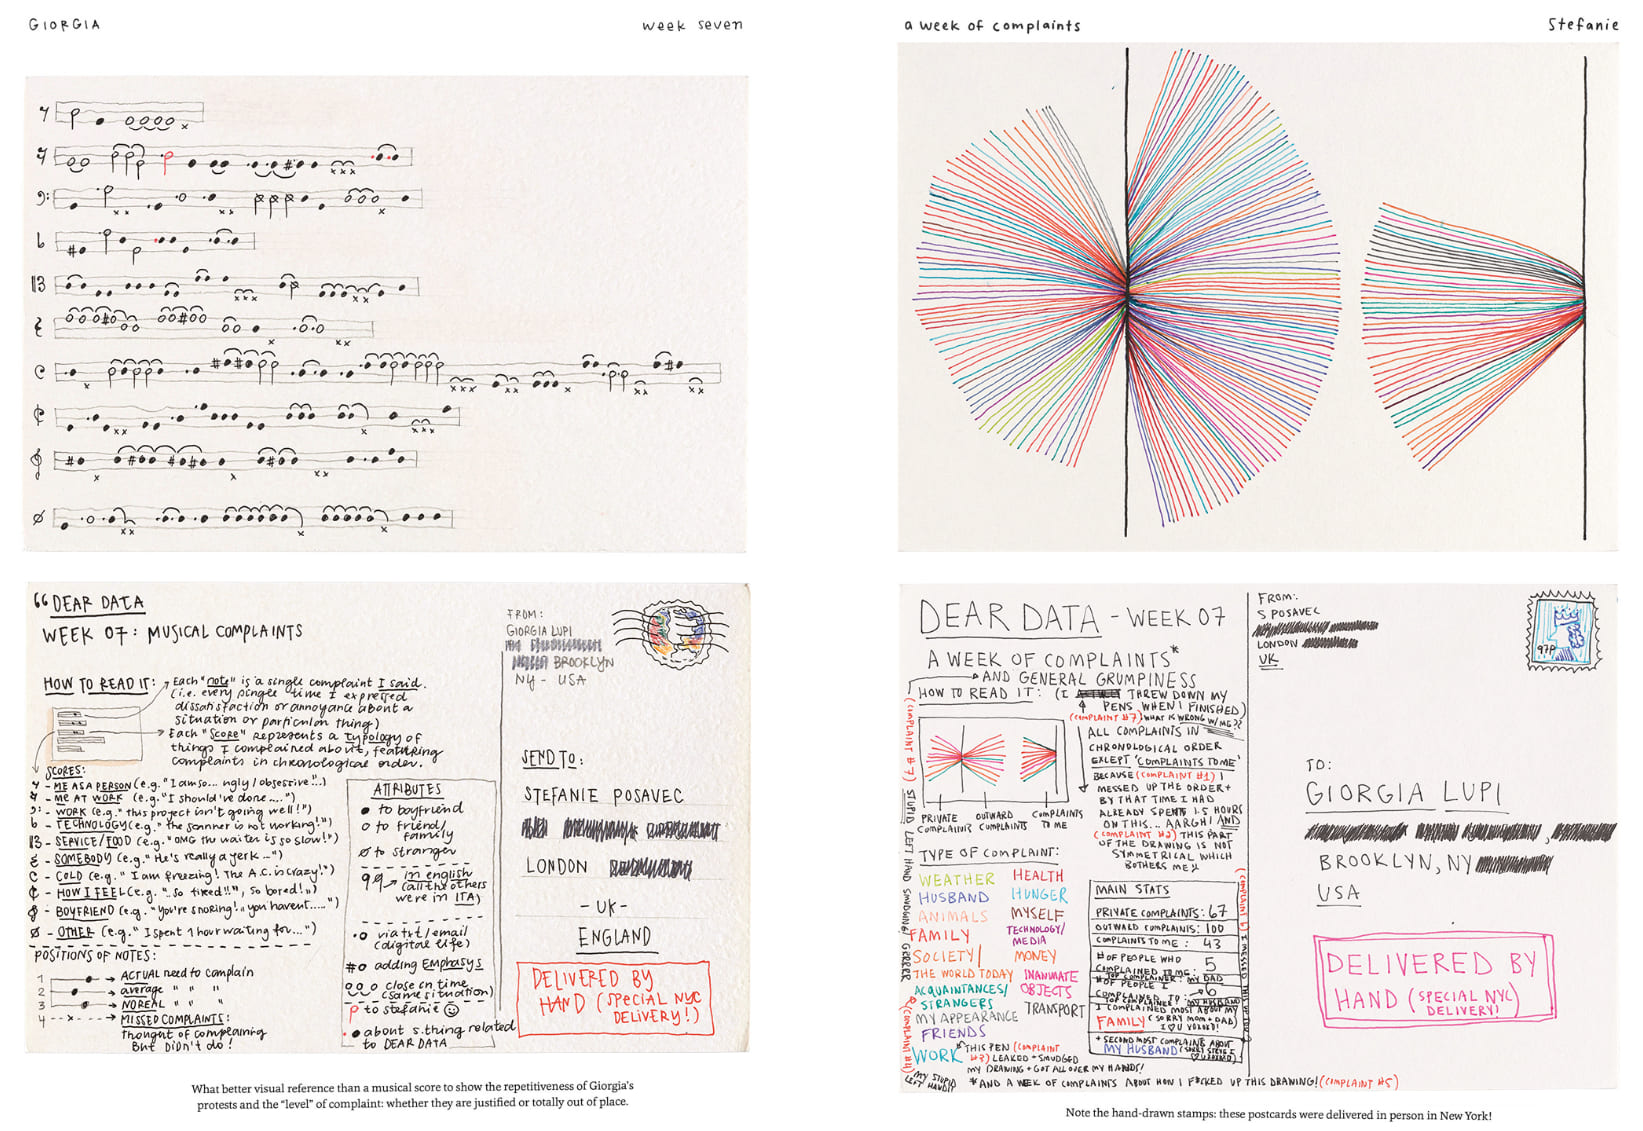 GIORGIA
week seven
a week of complaints
Stefanie
"DEAR DATA
WEEK 07: MUSICAL COMPLAINTS
HOW TO READ IT:
Each "note" is a single complaint I said.
(i.e. every single time I expressed
dissatisfaction or annoyance about a
situation or particular thing)
Each "Score" represents a typology of
things I complained about, featuring
complaints in chronological order.
SCORES:
ME AS A PERSON (e.g. "I am so... ugly/obsessive!..)
ME AT WORK (e.g. "I should've done ....")
WORK (e.g. "this project isn't going well!")
TECHNOLOGY (e.g. "the scanner is not working!")
SERVICE/FOOD (e.g. "OMG the waiter is so slow!")
SOMEBODY (e.g. "He's really a jerk ...")
COLD (e.g. "I am freezing! The A.C. is crazy!")
HOW I FEEL (e.g. "..so tired!!", so bored!")
BOYFRIEND (e.g. "You're snoring!, you havent.....")
OTHER (e.g. "I spent 1 hour waiting for...")
POSITIONS OF NOTES:
1 ACTUAL need to complain
2 average " " "
3 NO REAL " " "
4 MISSED COMPLAINTS:
thought of complaining
But DiDn't do!
ATTRIBUTES
to boyfriend
to friend/
family
to stranger
in english
(all the others
were in ITA)
via txt/email
(digital life)
adding EMPHASYS
close in time
(same situation)
to stefanie
about s.thing related
to DEAR DATA
FROM:
GIORGIA LUPI
BROOKLYN
NY - USA
SEND TO:
STEFANIE POSAVEC
LONDON
- UK -
ENGLAND
DELIVERED BY
HAND (SPECIAL NYC
DELIVERY!)
What better visual reference than a musical score to show the repetitiveness of Giorgia's
protests and the "level" of complaint: whether they are justified or totally out of place.
DEAR DATA - WEEK 07
A WEEK OF COMPLAINTS*
AND GENERAL GRUMPINESS
HOW TO READ IT: (I THREW DOWN MY
PENS WHEN I FINISHED)
(COMPLAINT #7) WHAT IS WRONG W/ME??
ALL COMPLAINTS IN
CHRONOLOGICAL ORDER
EXCEPT 'COMPLAINTS TO ME'
BECAUSE (COMPLAINT #1) I
MESSED UP THE ORDER +
BY THAT TIME I HAD
ALREADY SPENT 1.5 HOURS
ON THIS... AARGH! AND
(COMPLAINT #2) THIS PART
OF THE DRAWING IS NOT
SYMMETRICAL WHICH
BOTHERS ME!
PRIVATE COMPLAINTS
OUTWARD COMPLAINTS
COMPLAINTS TO ME
TYPE OF COMPLAINT:
WEATHER HEALTH
HUSBAND HUNGER
ANIMALS MYSELF
FAMILY TECHNOLOGY/
MEDIA
SOCIETY/ MONEY
THE WORLD TODAY INANIMATE
OBJECTS
ACQUAINTANCES/
STRANGERS TRANSPORT
MY APPEARANCE
FRIENDS
WORK
*THIS PEN (COMPLAINT
#3) LEAKED + SMUDGED
MY DRAWING + GOT ALL OVER MY HANDS!
MAIN STATS
PRIVATE COMPLAINTS: 67
OUTWARD COMPLAINTS: 100
COMPLAINTS TO ME: 43
# OF PEOPLE WHO
COMPLAINED TO ME: 5
TOP COMPLAINER: MY DAD
# OF PEOPLE I
COMPLAINED TO: 6
TOP COMPLAINEE: MY HUSBAND
I COMPLAINED MOST ABOUT MY
FAMILY (SORRY MOM + DAD)
+ SECOND MOST COMPLAINTS ABOUT
MY HUSBAND
(COMPLAINT #7) STUPID LEFT HAND SMUDGING! GRRRR
(COMPLAINT #4)
MY STUPID
LEFT HAND!!
*AND A WEEK OF COMPLAINTS ABOUT HOW I F*CKED UP THIS DRAWING! (COMPLAINT #5)
FROM:
S POSAVEC
LONDON
UK
97P
TO:
GIORGIA LUPI
BROOKLYN, NY
USA
DELIVERED BY
HAND (SPECIAL NYC
DELIVERY)
Note the hand-drawn stamps: these postcards were delivered in person in New York!